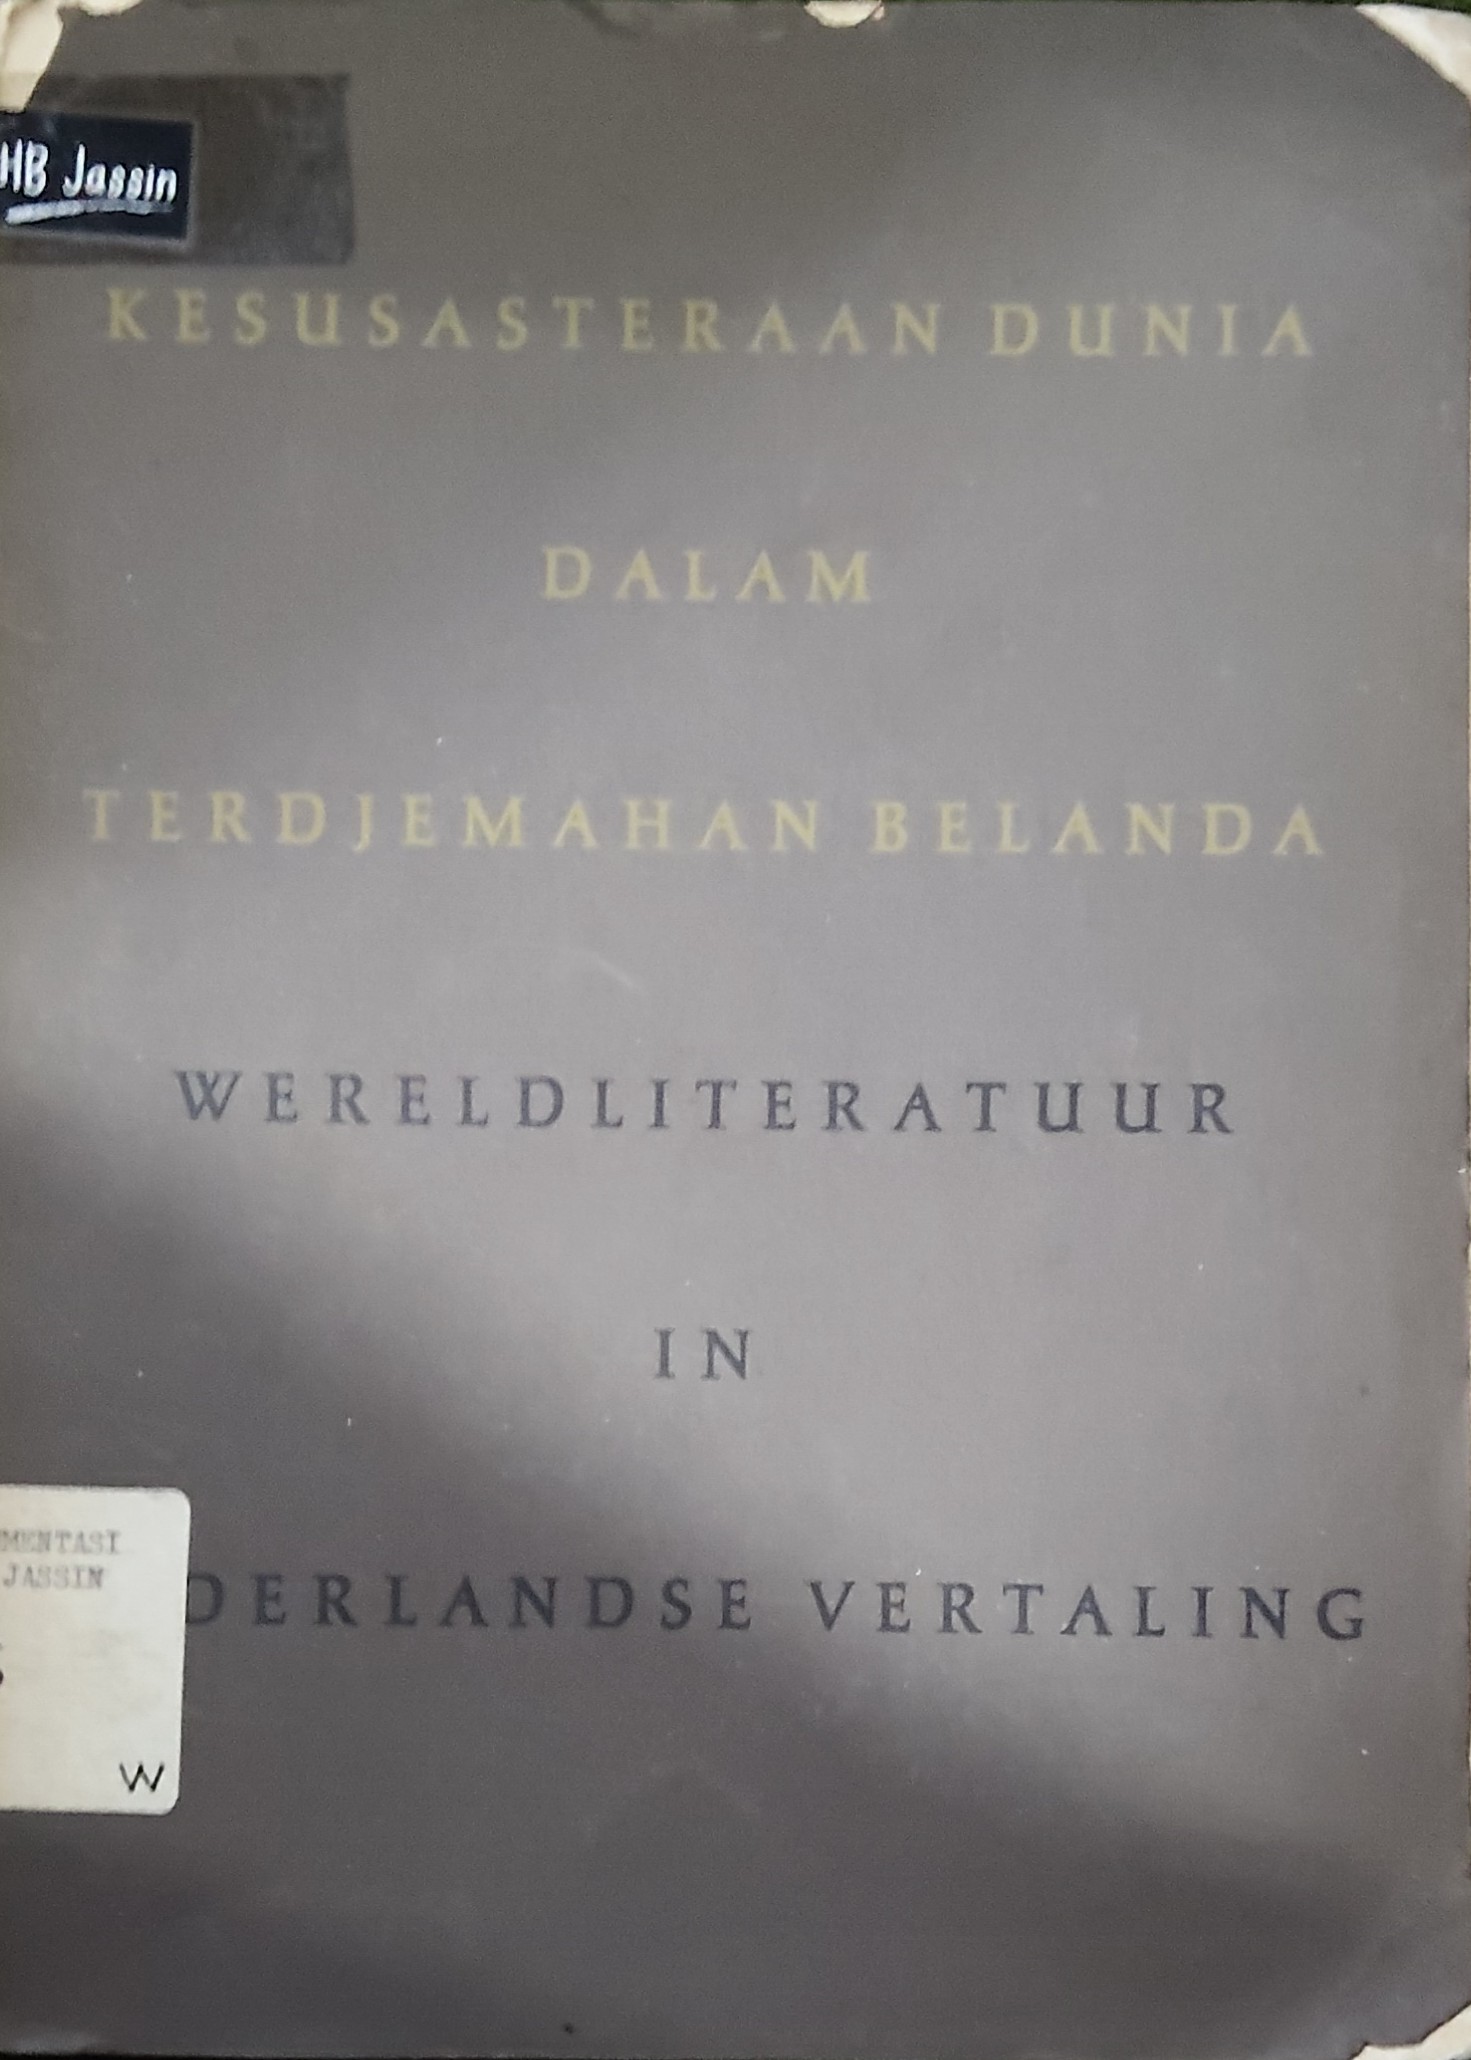 HB Jassin
KESUSASTERAAN DUNIA
DALAM
TERDJEMAHAN BELANDA
WERELDLITERATUUR
IN
DERLANDSE VERTALING
MENTASI
JASSIN
W